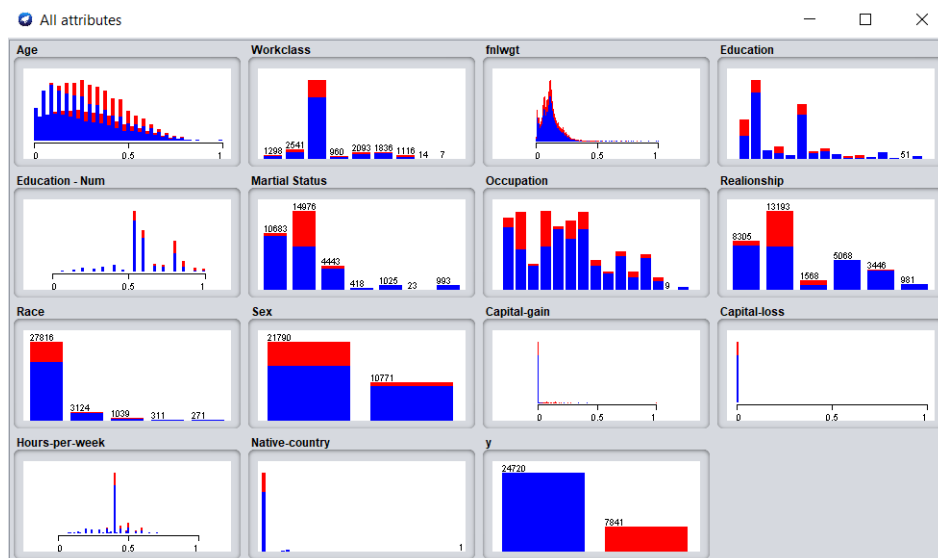 All attributes
Age
Workclass
fnlwgt
Education
0 0.5 1
1298 2541 960 2093 1836 1116 14 7
0 0.5 1
51
Education - Num
Martial Status
Occupation
Realionship
0 0.5 1
10683 14976 4443 418 1025 23 993
9
8305 13193 1568 5068 3446 981
Race
Sex
Capital-gain
Capital-loss
27816 3124 1039 311 271
21790 10771
0 0.5 1
0 0.5 1
Hours-per-week
Native-country
y
0 0.5 1
1
24720 7841